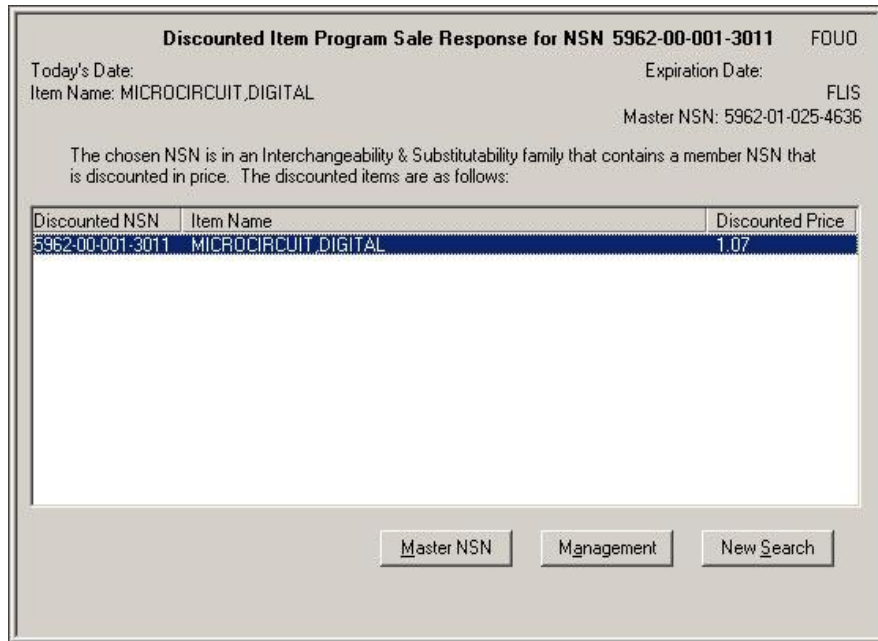 Discounted Item Program Sale Response for NSN 5962-00-001-3011 FOUO
Today's Date: Expiration Date:
Item Name: MICROCIRCUIT,DIGITAL FLIS
Master NSN: 5962-01-025-4636
The chosen NSN is in an Interchangeability & Substitutability family that contains a member NSN that
is discounted in price. The discounted items are as follows:
Discounted NSN Item Name Discounted Price
5962-00-001-3011 MICROCIRCUIT,DIGITAL 1.07
Master NSN Management New Search